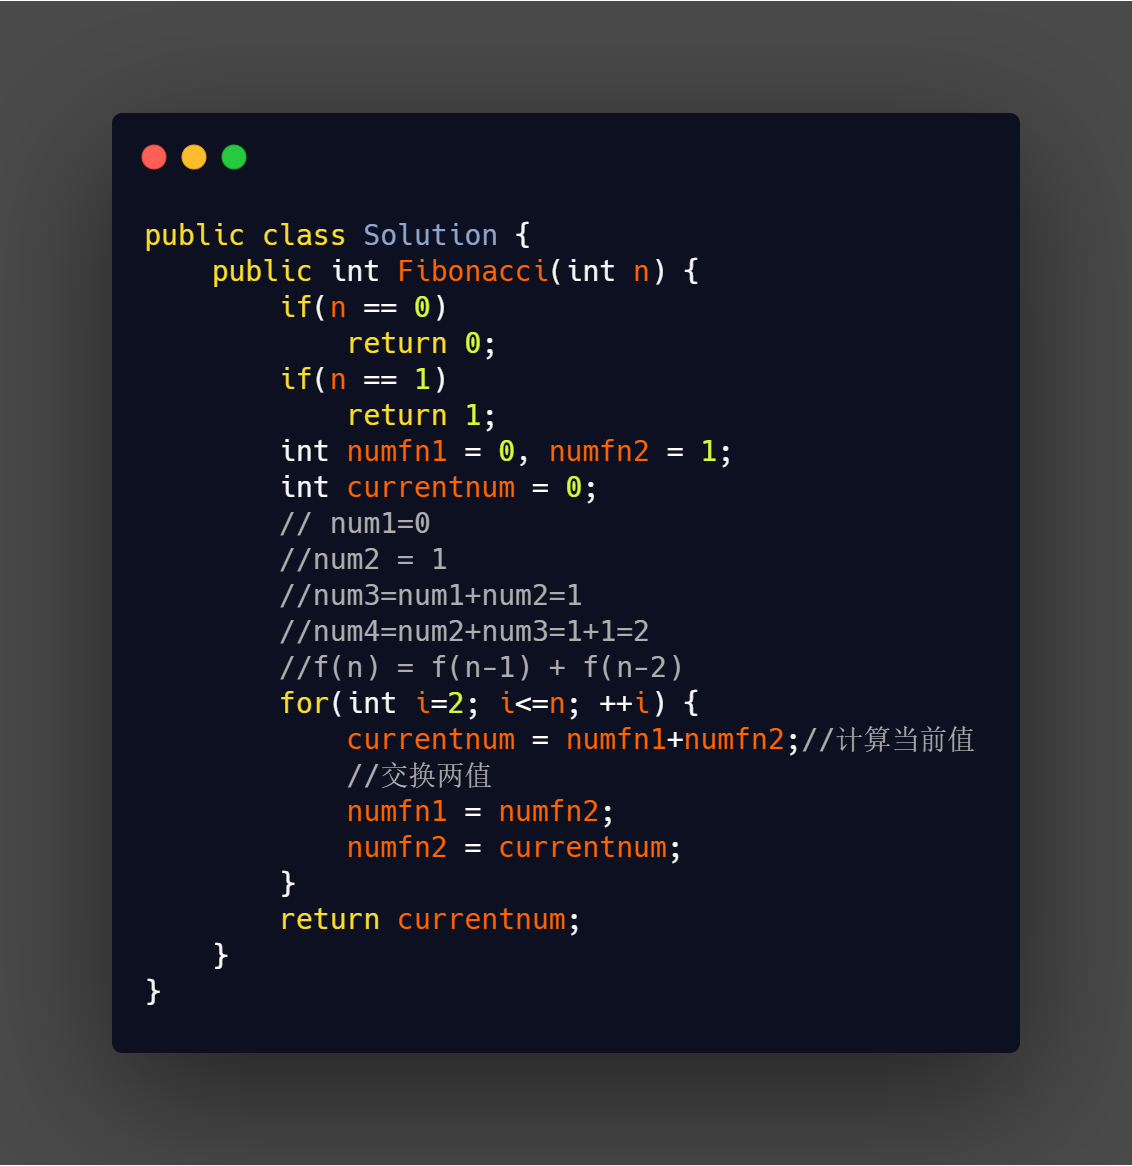 public class Solution {
    public int Fibonacci(int n) {
        if(n == 0)
            return 0;
        if(n == 1)
            return 1;
        int numfn1 = 0, numfn2 = 1;
        int currentnum = 0;
        // num1=0
        //num2 = 1
        //num3=num1+num2=1
        //num4=num2+num3=1+1=2
        //f(n) = f(n-1) + f(n-2)
        for(int i=2; i<=n; ++i) {
            currentnum = numfn1+numfn2;//计算当前值
            //交换两值
            numfn1 = numfn2;
            numfn2 = currentnum;
        }
        return currentnum;
    }
}